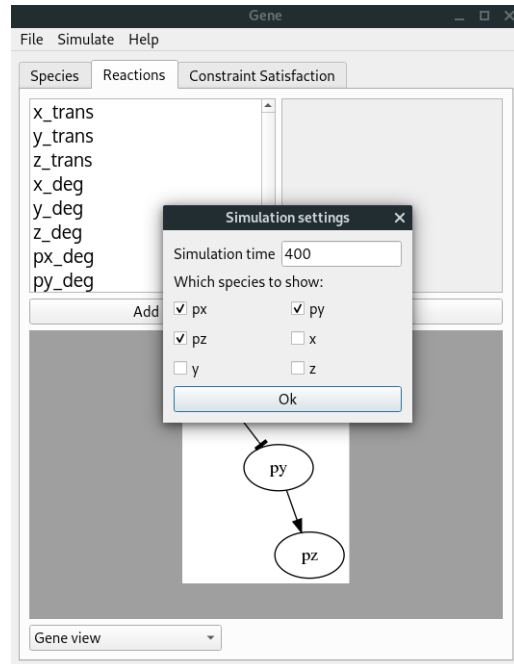 Gene
File Simulate Help
Species Reactions Constraint Satisfaction
x_trans
y_trans
z_trans
x_deg
y_deg
z_deg
px_deg
py_deg
Simulation settings
Simulation time 400
Which species to show:
px py
pz x
y z
Ok
Add
py
pz
Gene view